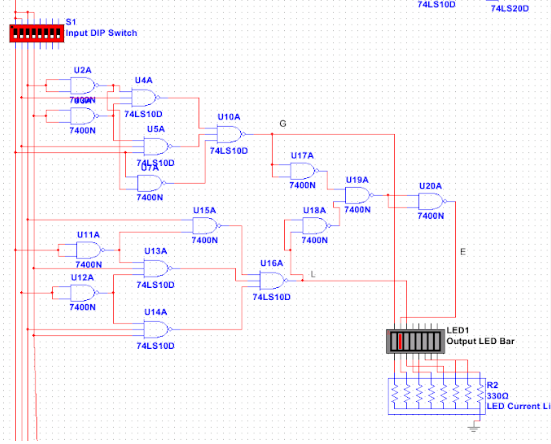 74LS10D
74LS20D
S1
Input DIP Switch
U2A
7400N
U4A
74LS10D
7400N
U5A
74LS10D
U10A
74LS10D
G
U7A
7400N
U17A
7400N
U19A
7400N
U20A
7400N
U15A
7400N
U18A
7400N
E
U11A
7400N
U13A
74LS10D
U16A
74LS10D
L
U12A
7400N
U14A
74LS10D
LED1
Output LED Bar
R2
330Ω
LED Current Li